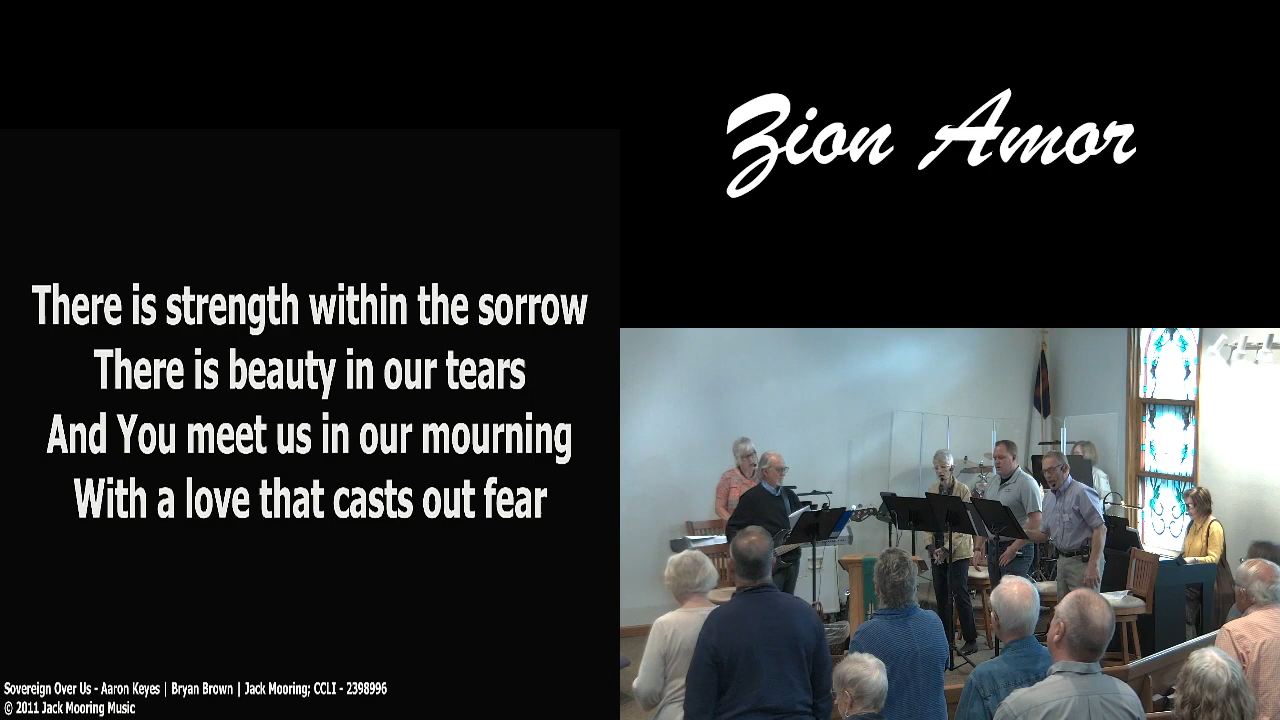 Zion Amor
There is strength within the sorrow
There is beauty in our tears
And You meet us in our mourning
With a love that casts out fear
Sovereign Over Us - Aaron Keyes | Bryan Brown | Jack Mooring; CCLI - 2398996
© 2011 Jack Mooring Music